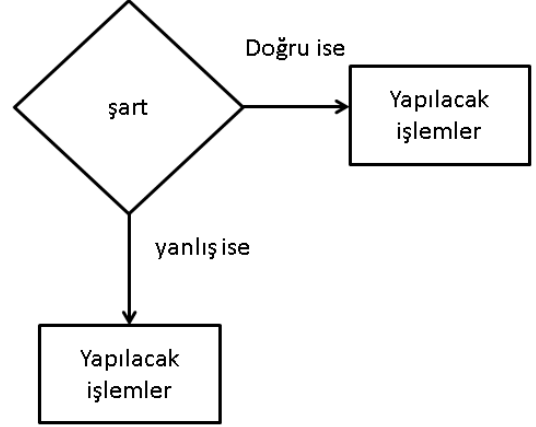 Doğru ise
şart
Yapılacak
işlemler
yanlış ise
Yapılacak
işlemler